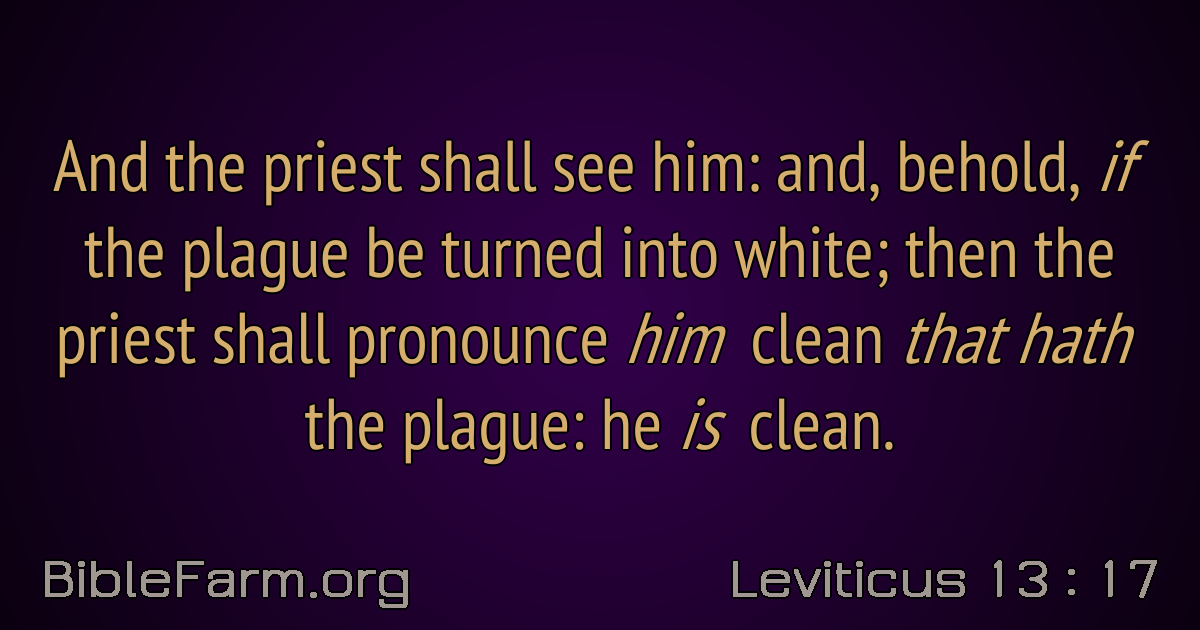 And the priest shall see him: and, behold, if
the plague be turned into white; then the
priest shall pronounce him clean that hath
the plague: he is clean.
BibleFarm.org
Leviticus 13 : 17